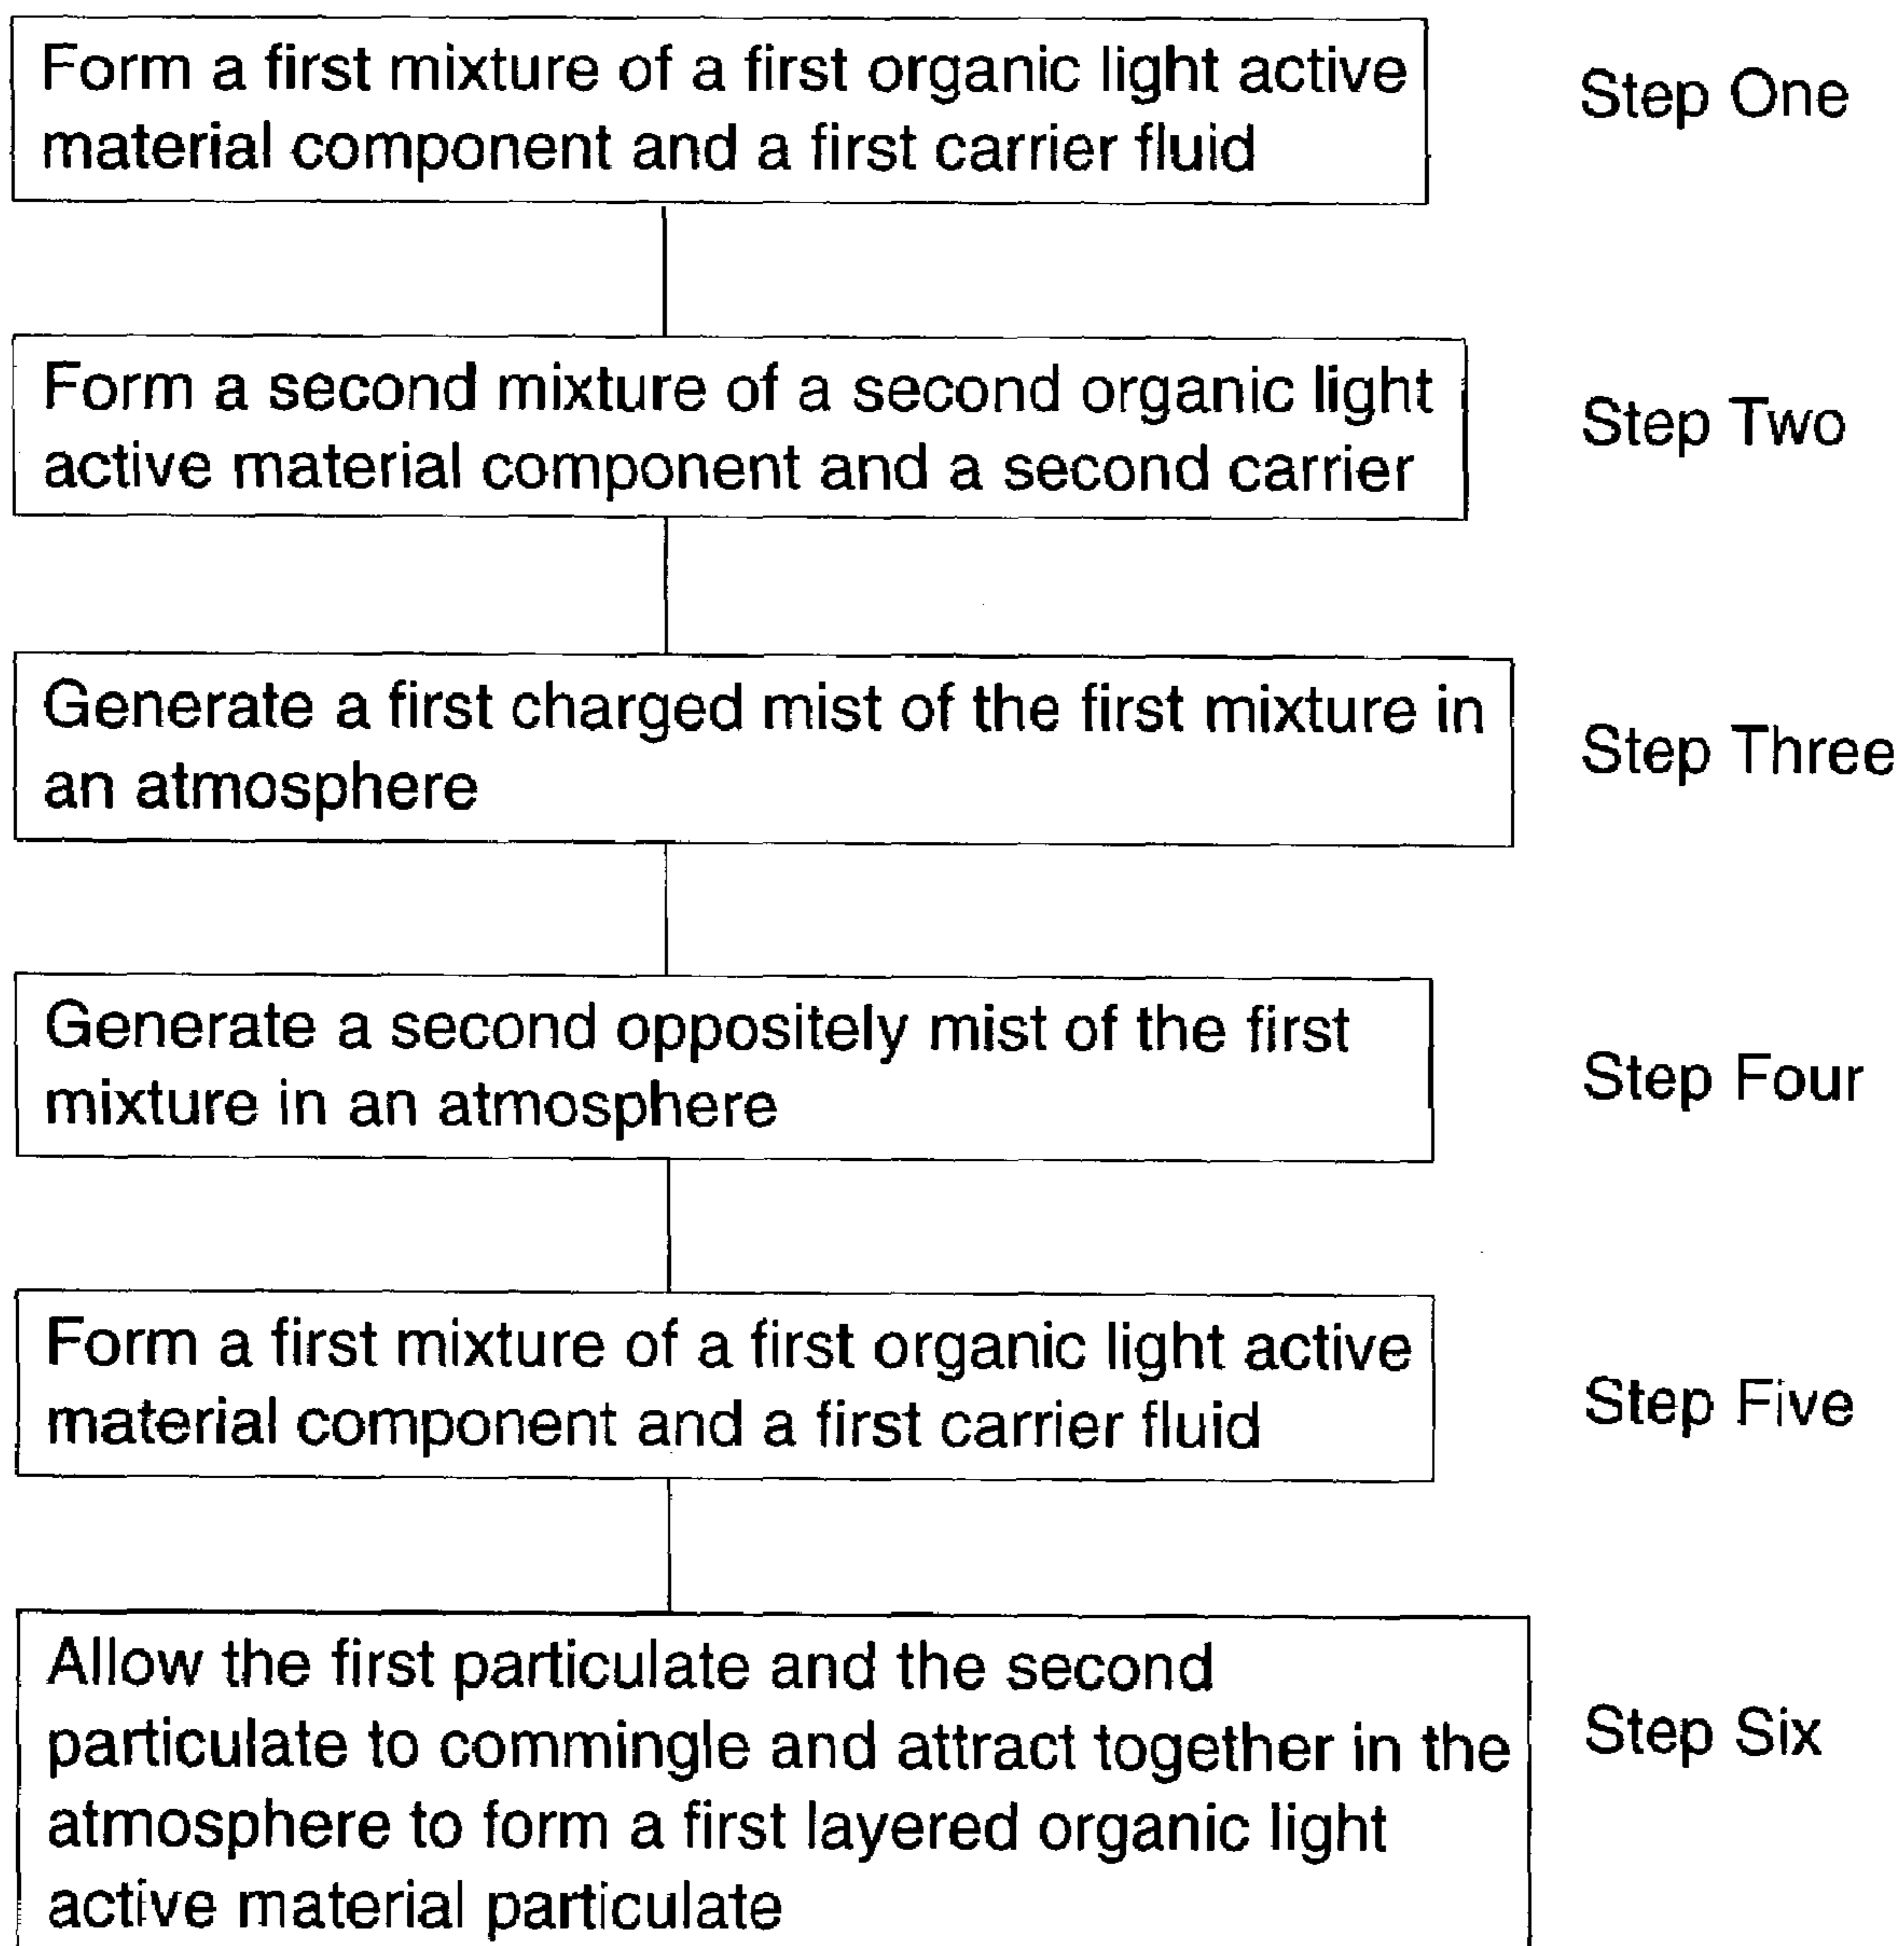 Form a first mixture of a first organic light active
material component and a first carrier fluid
Step One
Form a second mixture of a second organic light
active material component and a second carrier
Step Two
Generate a first charged mist of the first mixture in
an atmosphere
Step Three
Generate a second oppositely mist of the first
mixture in an atmosphere
Step Four
Form a first mixture of a first organic light active
material component and a first carrier fluid
Step Five
Allow the first particulate and the second
particulate to commingle and attract together in the
atmosphere to form a first layered organic light
active material particulate
Step Six